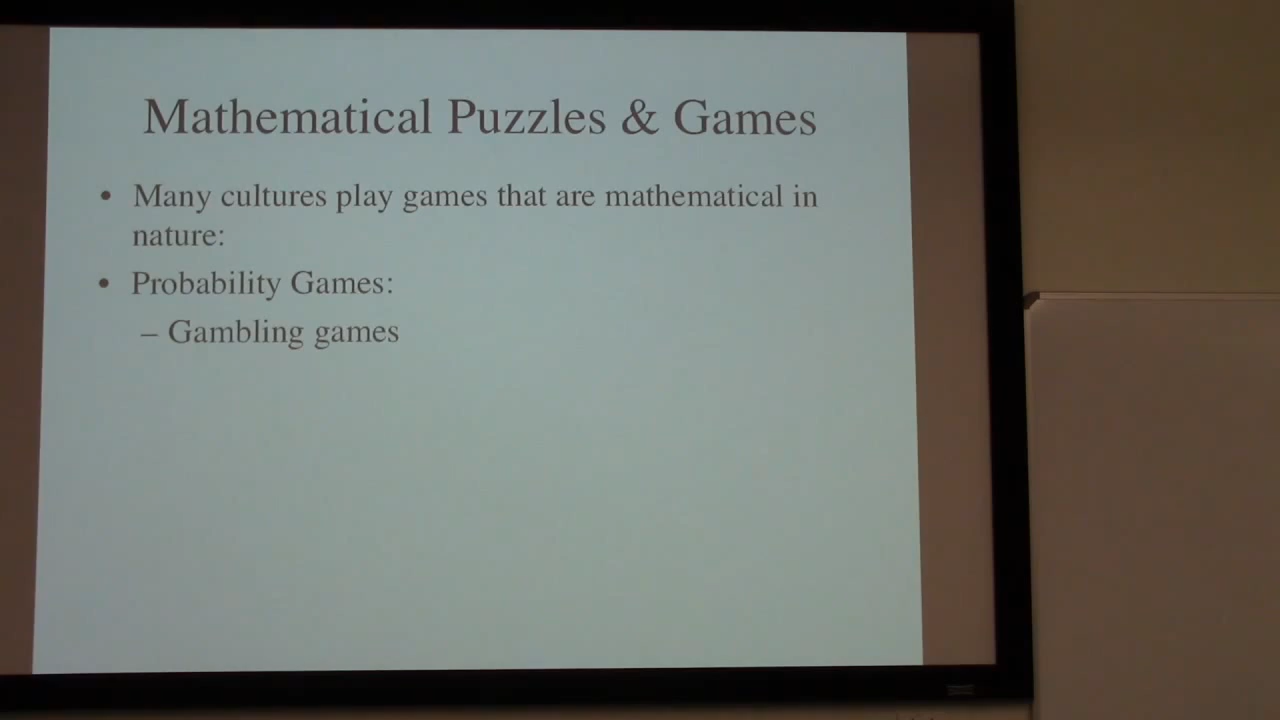 Mathematical Puzzles & Games
• Many cultures play games that are mathematical in
nature:
• Probability Games:
– Gambling games